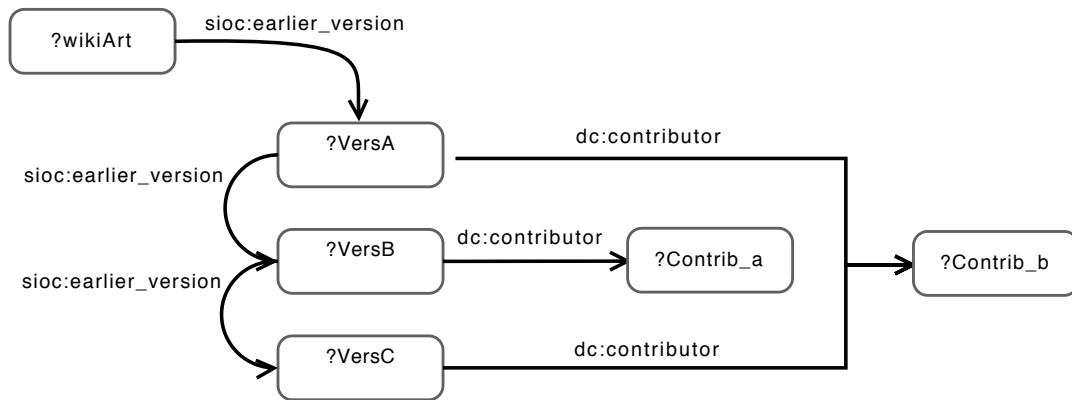 sioc:earlier_version
?wikiArt
?VersA
dc:contributor
sioc:earlier_version
?VersB
dc:contributor
?Contrib_a
?Contrib_b
sioc:earlier_version
?VersC
dc:contributor